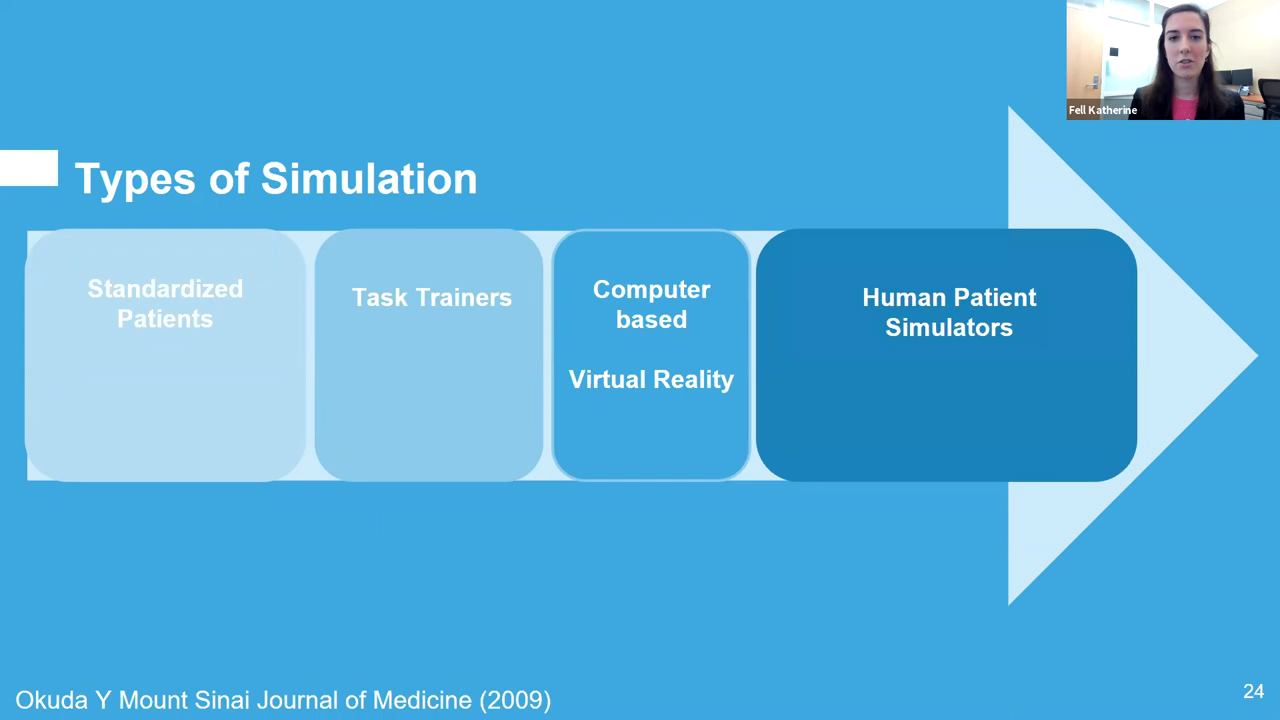 Fell Katherine
Types of Simulation
Standardized
Patients
Task Trainers
Computer
based
Virtual Reality
Human Patient
Simulators
Okuda Y Mount Sinai Journal of Medicine (2009)
24